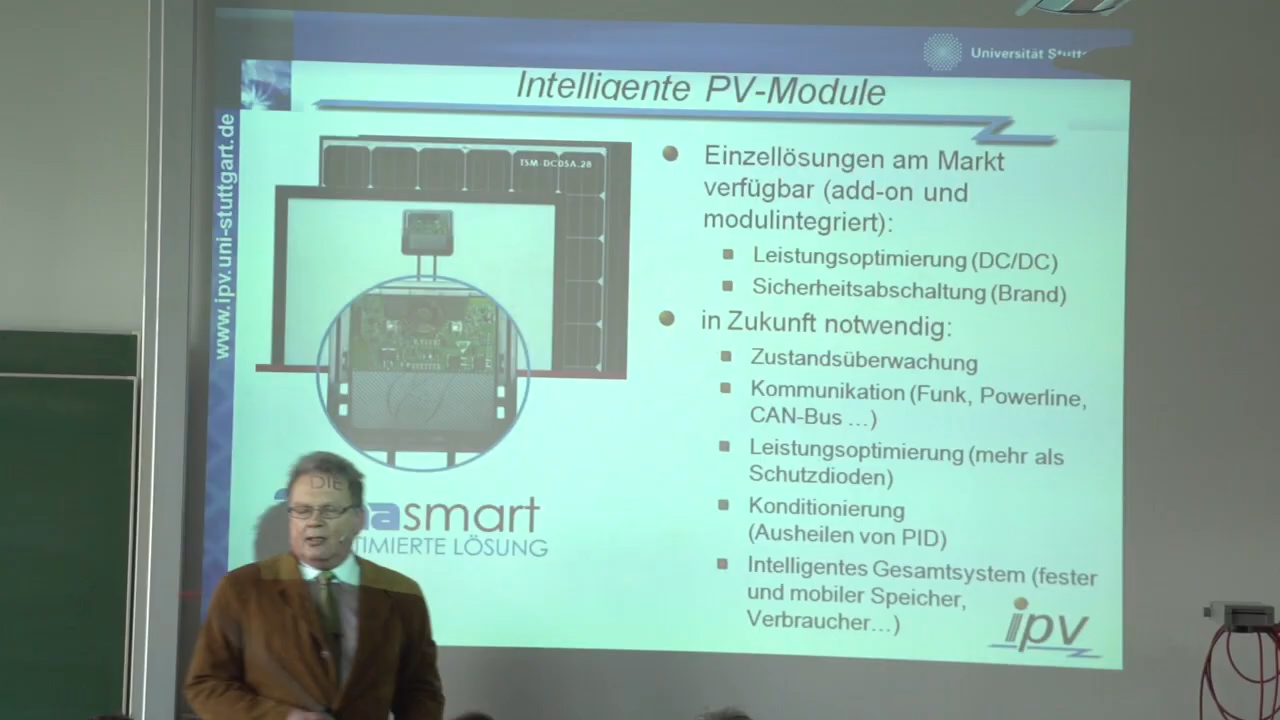 Universität
Intelligente PV-Module
www.ipv.uni-stuttgart.de
TSM-DC05A.28
DIE
smart
LÖSUNG
Einzellösungen am Markt
verfügbar (add-on und
modulintegriert):
Leistungsoptimierung (DC/DC)
Sicherheitsabschaltung (Brand)
in Zukunft notwendig:
Zustandsüberwachung
Kommunikation (Funk, Powerline,
CAN-Bus …)
Leistungsoptimierung (mehr als
Schutzdioden)
Konditionierung
(Ausheilen von PID)
Intelligentes Gesamtsystem (fester
und mobiler Speicher,
Verbraucher…)
ipv